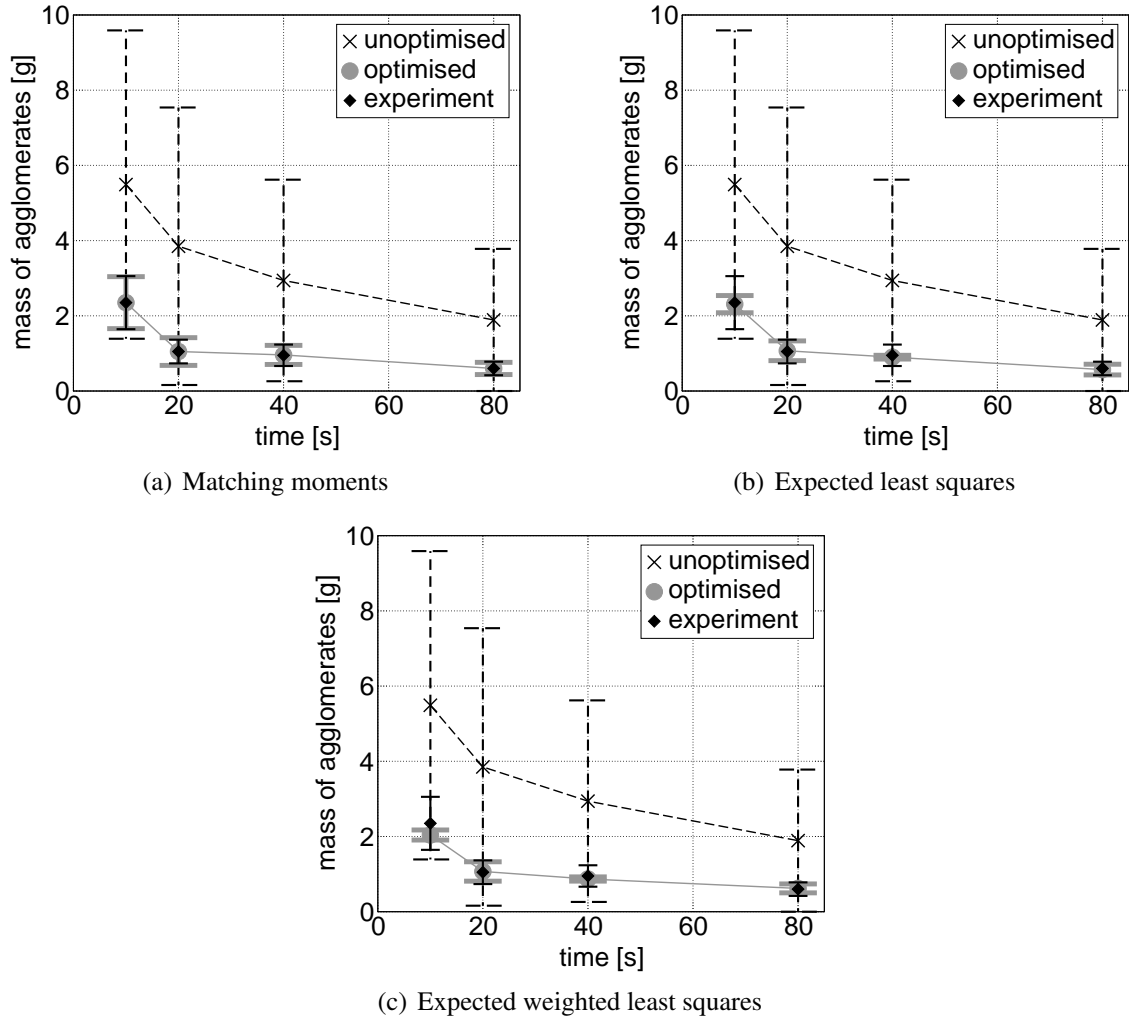 10
8
6
4
2
0
mass of agglomerates [g]
unoptimised
optimised
experiment
0 20 40 60 80
time [s]
(a) Matching moments
10
8
6
4
2
0
mass of agglomerates [g]
unoptimised
optimised
experiment
0 20 40 60 80
time [s]
(b) Expected least squares
10
8
6
4
2
0
mass of agglomerates [g]
unoptimised
optimised
experiment
0 20 40 60 80
time [s]
(c) Expected weighted least squares